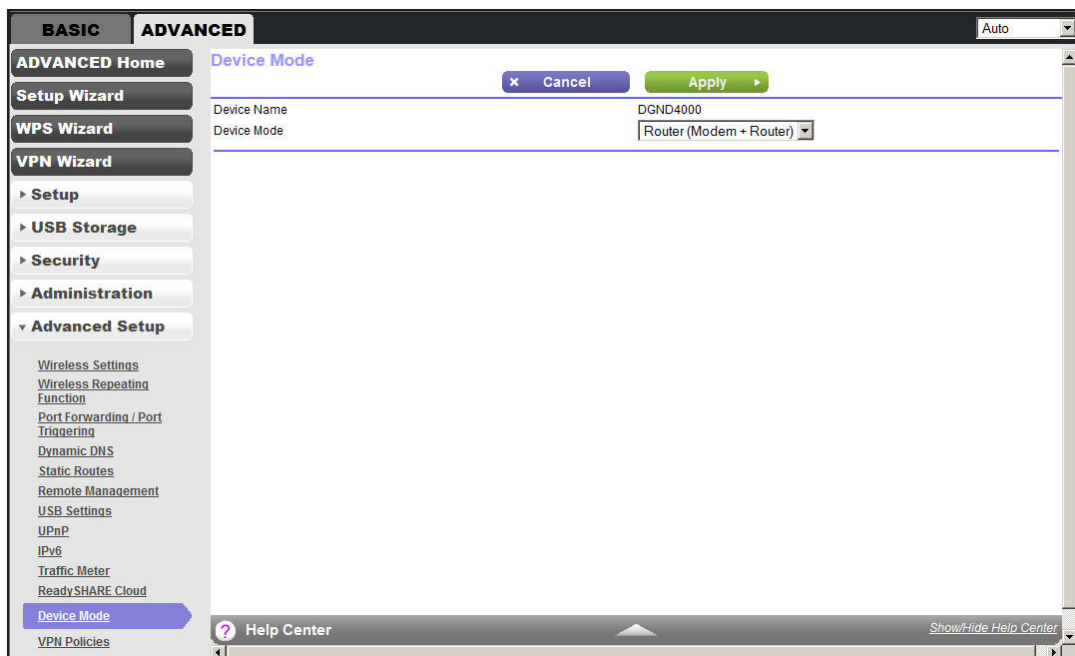 BASIC
ADVANCED
Auto
ADVANCED Home
Setup Wizard
WPS Wizard
VPN Wizard
Setup
USB Storage
Security
Administration
Advanced Setup
Wireless Settings
Wireless Repeating
Function
Port Forwarding / Port
Triggering
Dynamic DNS
Static Routes
Remote Management
USB Settings
UPnP
IPv6
Traffic Meter
ReadySHARE Cloud
Device Mode
VPN Policies
Device Mode
Cancel
Apply
Device Name DGND4000
Device Mode Router (Modem + Router)
? Help Center
Show/Hide Help Center